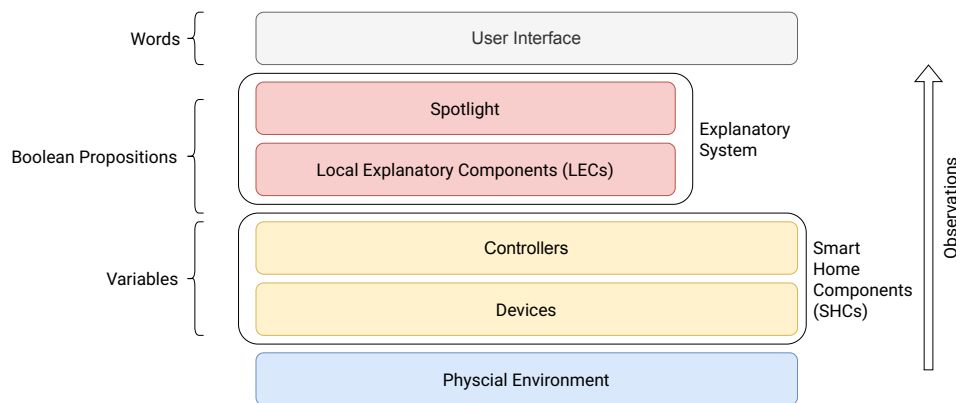 Words
User Interface
Boolean Propositions
Spotlight
Local Explanatory Components (LECs)
Explanatory
System
Variables
Controllers
Devices
Smart
Home
Components
(SHCs)
Physcial Environment
Observations